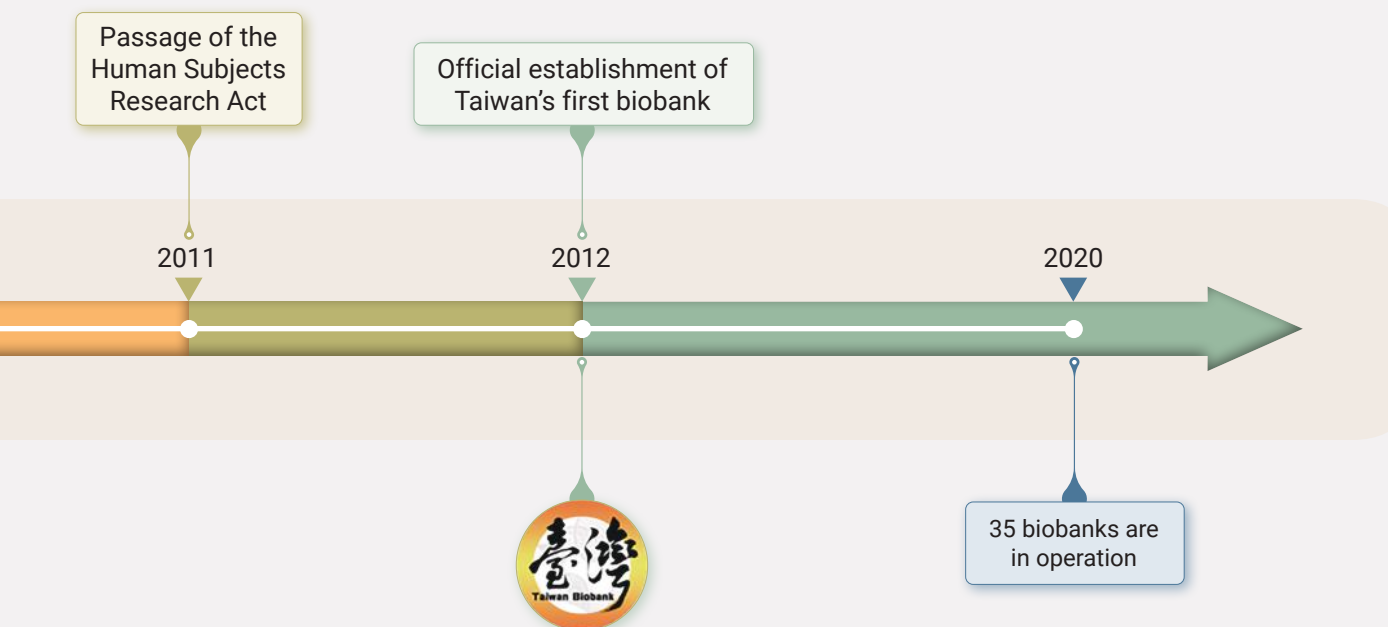 Passage of the
Human Subjects
Research Act
Official establishment of
Taiwan’s first biobank
2011
2012
2020
臺灣
Taiwan Biobank
35 biobanks are
in operation